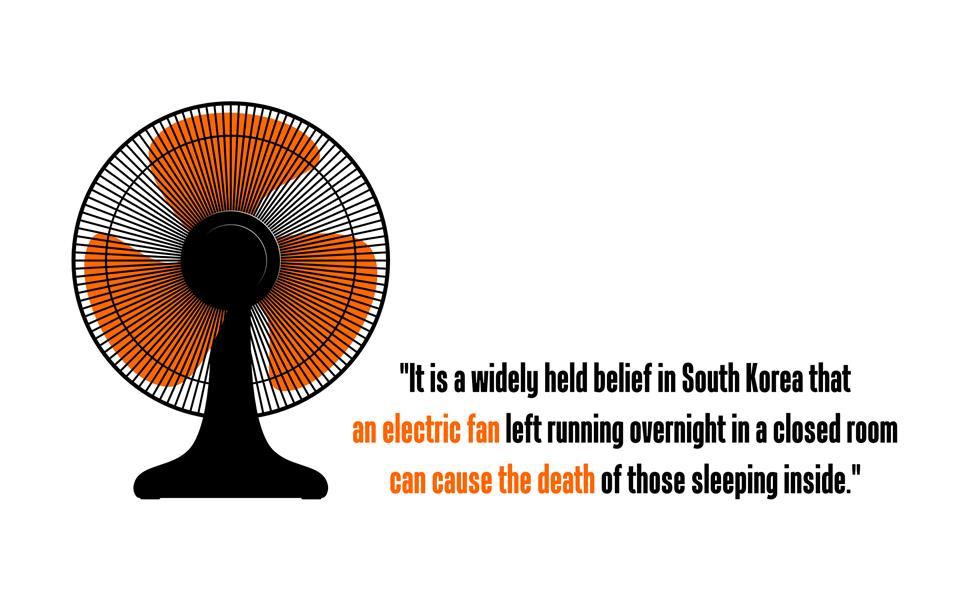 "It is a widely held belief in South Korea that
an electric fan left running overnight in a closed room
can cause the death of those sleeping inside."